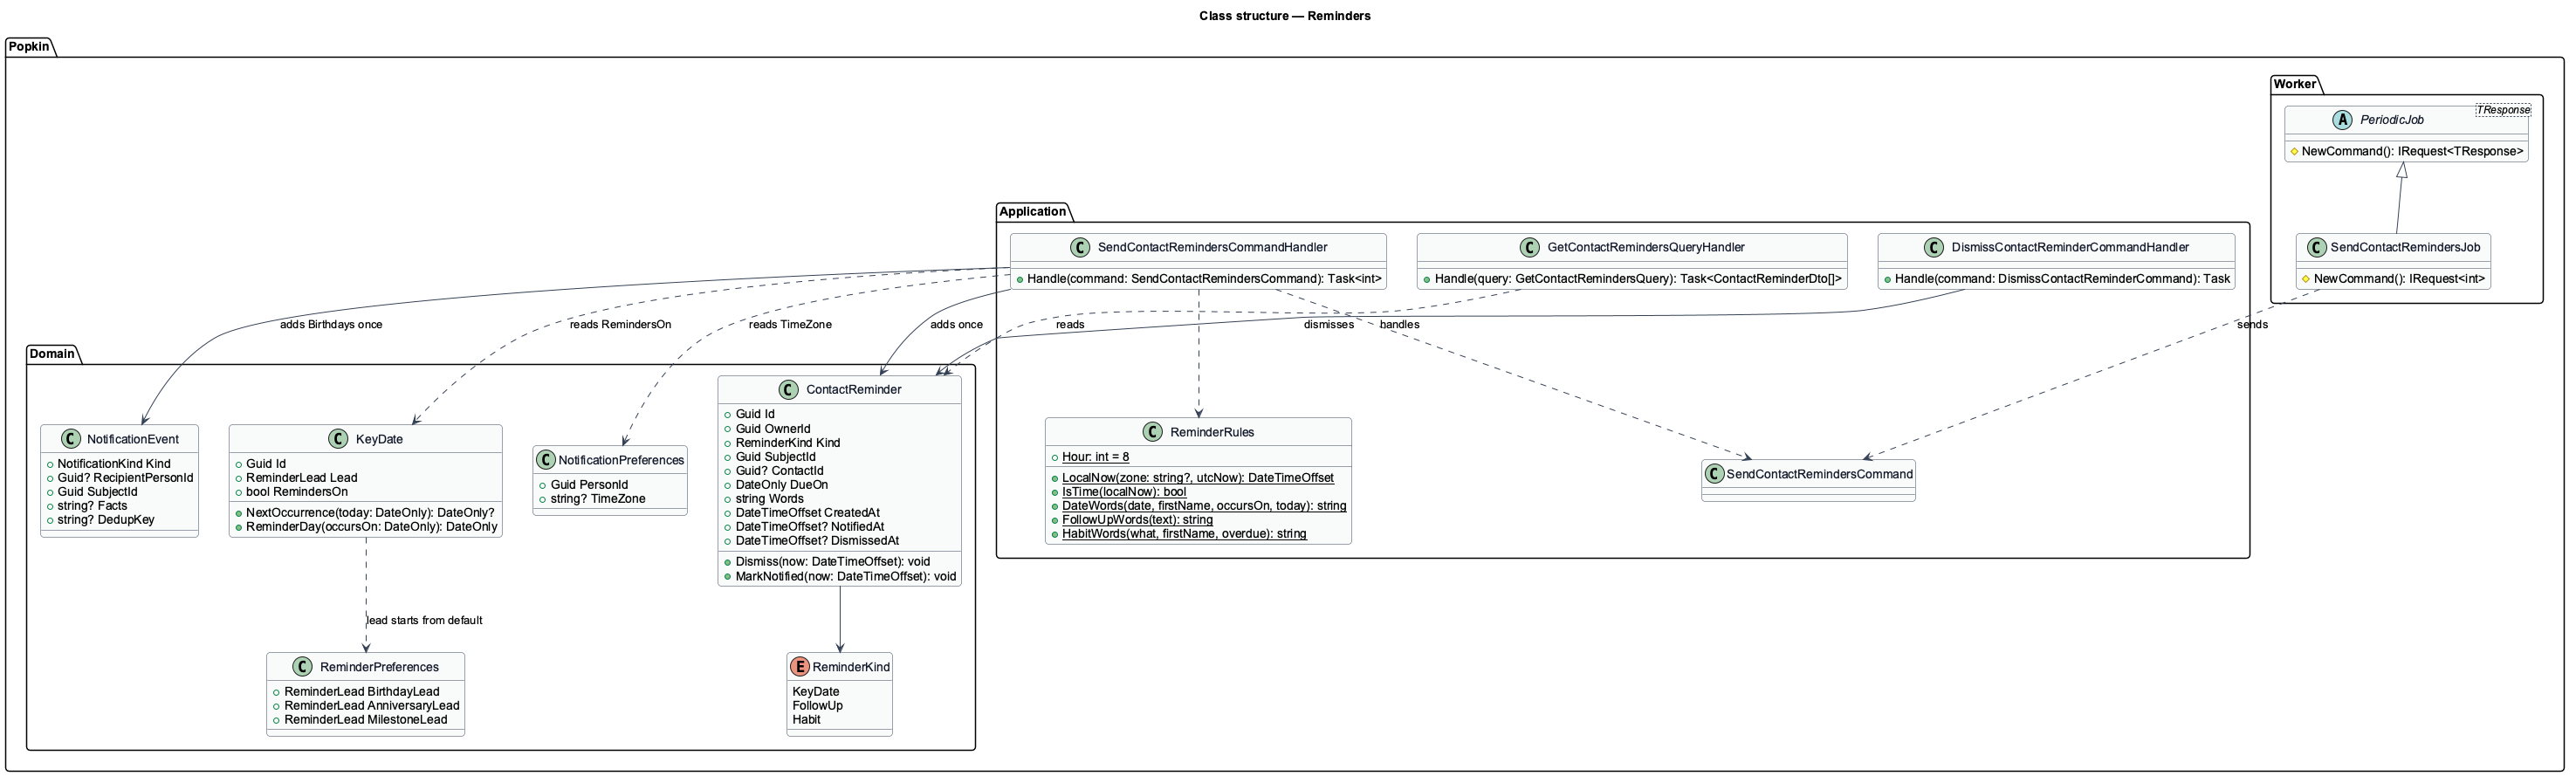 Class structure — Reminders
Popkin
Worker
TResponse
A PeriodicJob
NewCommand(): IRequest<TResponse>
C SendContactRemindersJob
NewCommand(): IRequest<int>
sends
Application
C SendContactRemindersCommandHandler
Handle(command: SendContactRemindersCommand): Task<int>
C GetContactRemindersQueryHandler
Handle(query: GetContactRemindersQuery): Task<ContactReminderDto[]>
C DismissContactReminderCommandHandler
Handle(command: DismissContactReminderCommand): Task
adds Birthdays once
reads RemindersOn
reads TimeZone
adds once
reads
dismisses
handles
C ReminderRules
Hour: int = 8
LocalNow(zone: string?, utcNow): DateTimeOffset
IsTime(localNow): bool
DateWords(date, firstName, occursOn, today): string
FollowUpWords(text): string
HabitWords(what, firstName, overdue): string
C SendContactRemindersCommand
Domain
C NotificationEvent
NotificationKind Kind
Guid? RecipientPersonId
Guid SubjectId
string? Facts
string? DedupKey
C KeyDate
Guid Id
ReminderLead Lead
bool RemindersOn
NextOccurrence(today: DateOnly): DateOnly?
ReminderDay(occursOn: DateOnly): DateOnly
C NotificationPreferences
Guid PersonId
string? TimeZone
C ContactReminder
Guid Id
Guid OwnerId
ReminderKind Kind
Guid SubjectId
Guid? ContactId
DateOnly DueOn
string Words
DateTimeOffset CreatedAt
DateTimeOffset? NotifiedAt
DateTimeOffset? DismissedAt
Dismiss(now: DateTimeOffset): void
MarkNotified(now: DateTimeOffset): void
lead starts from default
C ReminderPreferences
ReminderLead BirthdayLead
ReminderLead AnniversaryLead
ReminderLead MilestoneLead
E ReminderKind
KeyDate
FollowUp
Habit